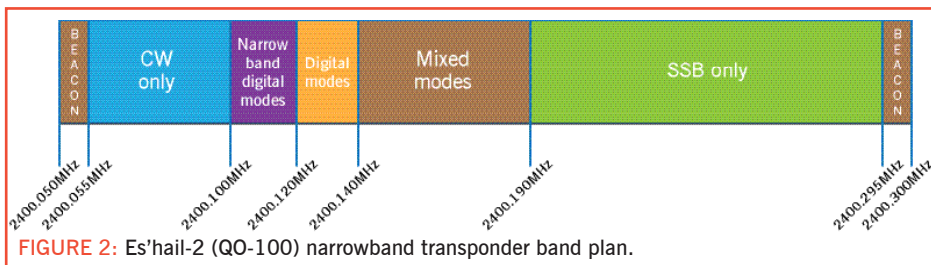 BEACON
CW
only
Narrow
band
digital
modes
Digital
modes
Mixed
modes
SSB only
BEACON
2400.050MHz
2400.055MHz
2400.100MHz
2400.120MHz
2400.140MHz
2400.190MHz
2400.295MHz
2400.300MHz
FIGURE 2: Es'hail-2 (QO-100) narrowband transponder band plan.